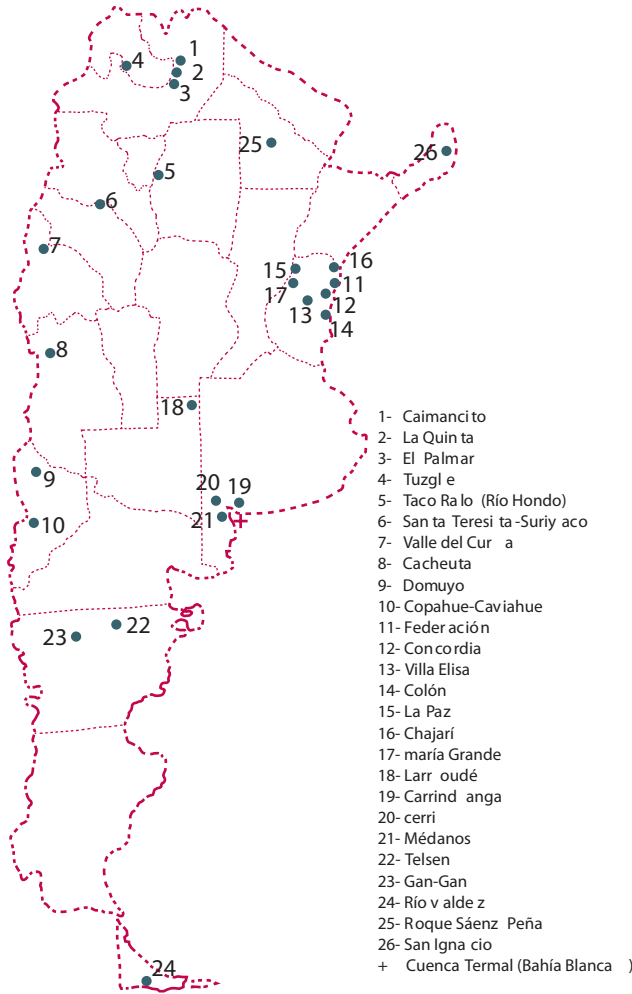 1
4
2
3
25
26
5
6
7
15
16
17
11
13
12
14
8
18
9
20
19
21
+
10
22
23
24
1- Caimancito
2- La Quinta
3- El Palmar
4- Tuzgle
5- Taco Ralo (Río Hondo)
6- Santa Teresita-Suriyaco
7- Valle del Cura
8- Cacheuta
9- Domuyo
10- Copahue-Caviahue
11- Federación
12- Concordia
13- Villa Elisa
14- Colón
15- La Paz
16- Chajarí
17- maría Grande
18- Larroudé
19- Carrindanga
20- cerri
21- Médanos
22- Telsen
23- Gan-Gan
24- Río valdez
25- Roque Sáenz Peña
26- San Ignacio
+ Cuenca Termal (Bahía Blanca)